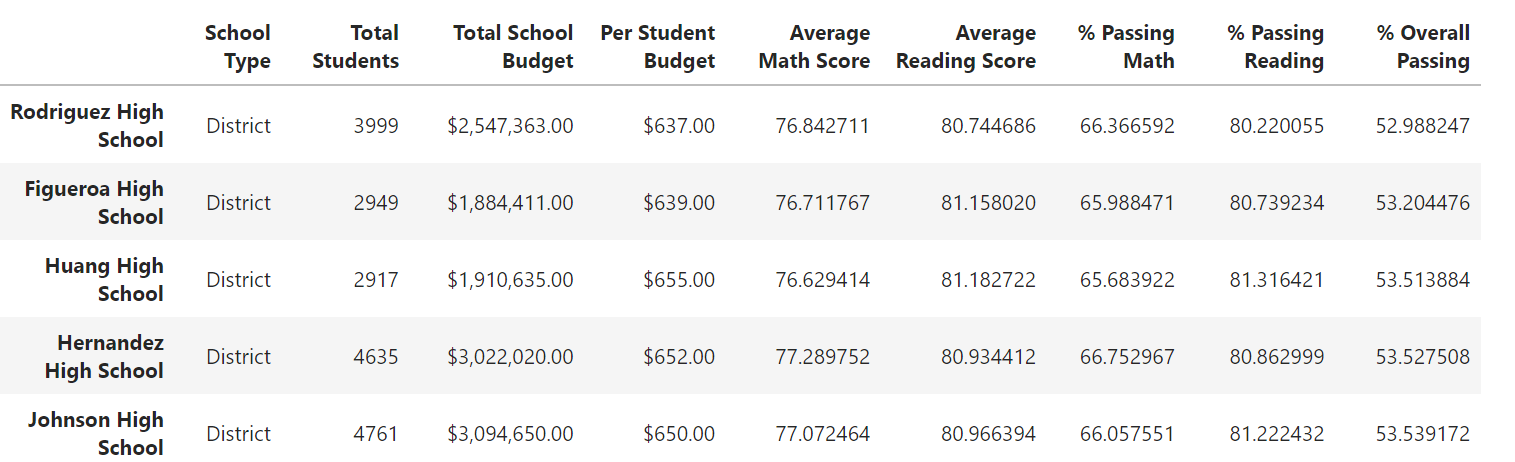 School Type Total Students Total School Budget Per Student Budget Average Math Score Average Reading Score % Passing Math % Passing Reading % Overall Passing
Rodriguez High School District 3999 $2,547,363.00 $637.00 76.842711 80.744686 66.366592 80.220055 52.988247
Figueroa High School District 2949 $1,884,411.00 $639.00 76.711767 81.158020 65.988471 80.739234 53.204476
Huang High School District 2917 $1,910,635.00 $655.00 76.629414 81.182722 65.683922 81.316421 53.513884
Hernandez High School District 4635 $3,022,020.00 $652.00 77.289752 80.934412 66.752967 80.862999 53.527508
Johnson High School District 4761 $3,094,650.00 $650.00 77.072464 80.966394 66.057551 81.222432 53.539172